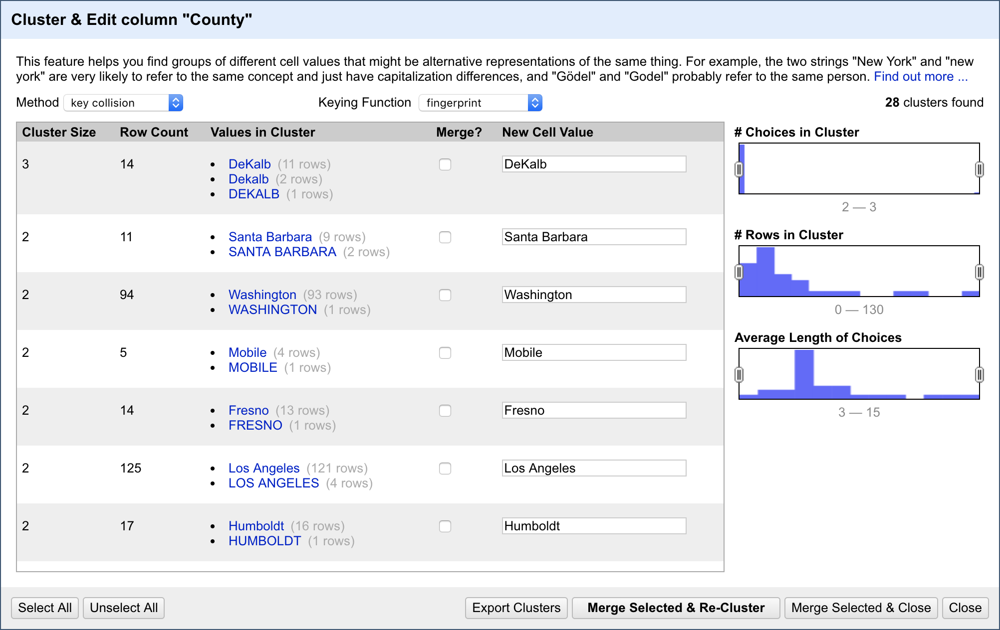 Cluster & Edit column "County"
This feature helps you find groups of different cell values that might be alternative representations of the same thing. For example, the two strings "New York" and "new
york" are very likely to refer to the same concept and just have capitalization differences, and "Gödel" and "Godel" probably refer to the same person. Find out more ...
Method key collision Keying Function fingerprint 28 clusters found
Cluster Size Row Count Values in Cluster Merge? New Cell Value
3 14 • DeKalb (11 rows) DeKalb
• Dekalb (2 rows)
• DEKALB (1 rows)
2 11 • Santa Barbara (9 rows) Santa Barbara
• SANTA BARBARA (2 rows)
2 94 • Washington (93 rows) Washington
• WASHINGTON (1 rows)
2 5 • Mobile (4 rows) Mobile
• MOBILE (1 rows)
2 14 • Fresno (13 rows) Fresno
• FRESNO (1 rows)
2 125 • Los Angeles (121 rows) Los Angeles
• LOS ANGELES (4 rows)
2 17 • Humboldt (16 rows) Humboldt
• HUMBOLDT (1 rows)
# Choices in Cluster
2 — 3
# Rows in Cluster
0 — 130
Average Length of Choices
3 — 15
Select All Unselect All Export Clusters Merge Selected & Re-Cluster Merge Selected & Close Close